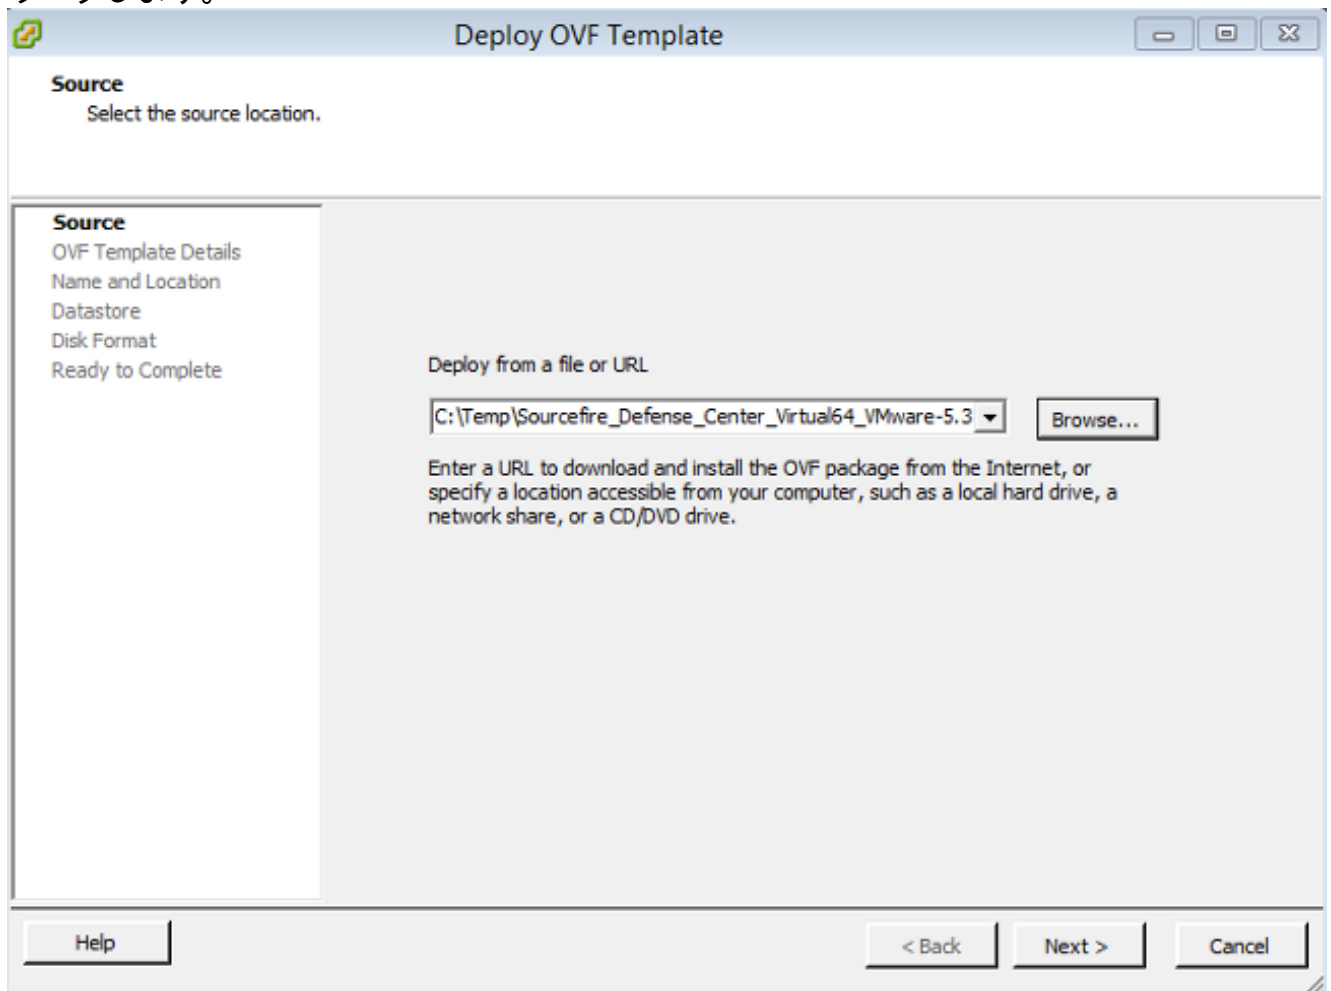 Deploy OVF Template
Source
Select the source location.
Source
OVF Template Details
Name and Location
Datastore
Disk Format
Ready to Complete
Deploy from a file or URL
C:\Temp\Sourcefire_Defense_Center_Virtual64_VMware-5.3
Browse...
Enter a URL to download and install the OVF package from the Internet, or
specify a location accessible from your computer, such as a local hard drive, a
network share, or a CD/DVD drive.
Help
< Back
Next >
Cancel